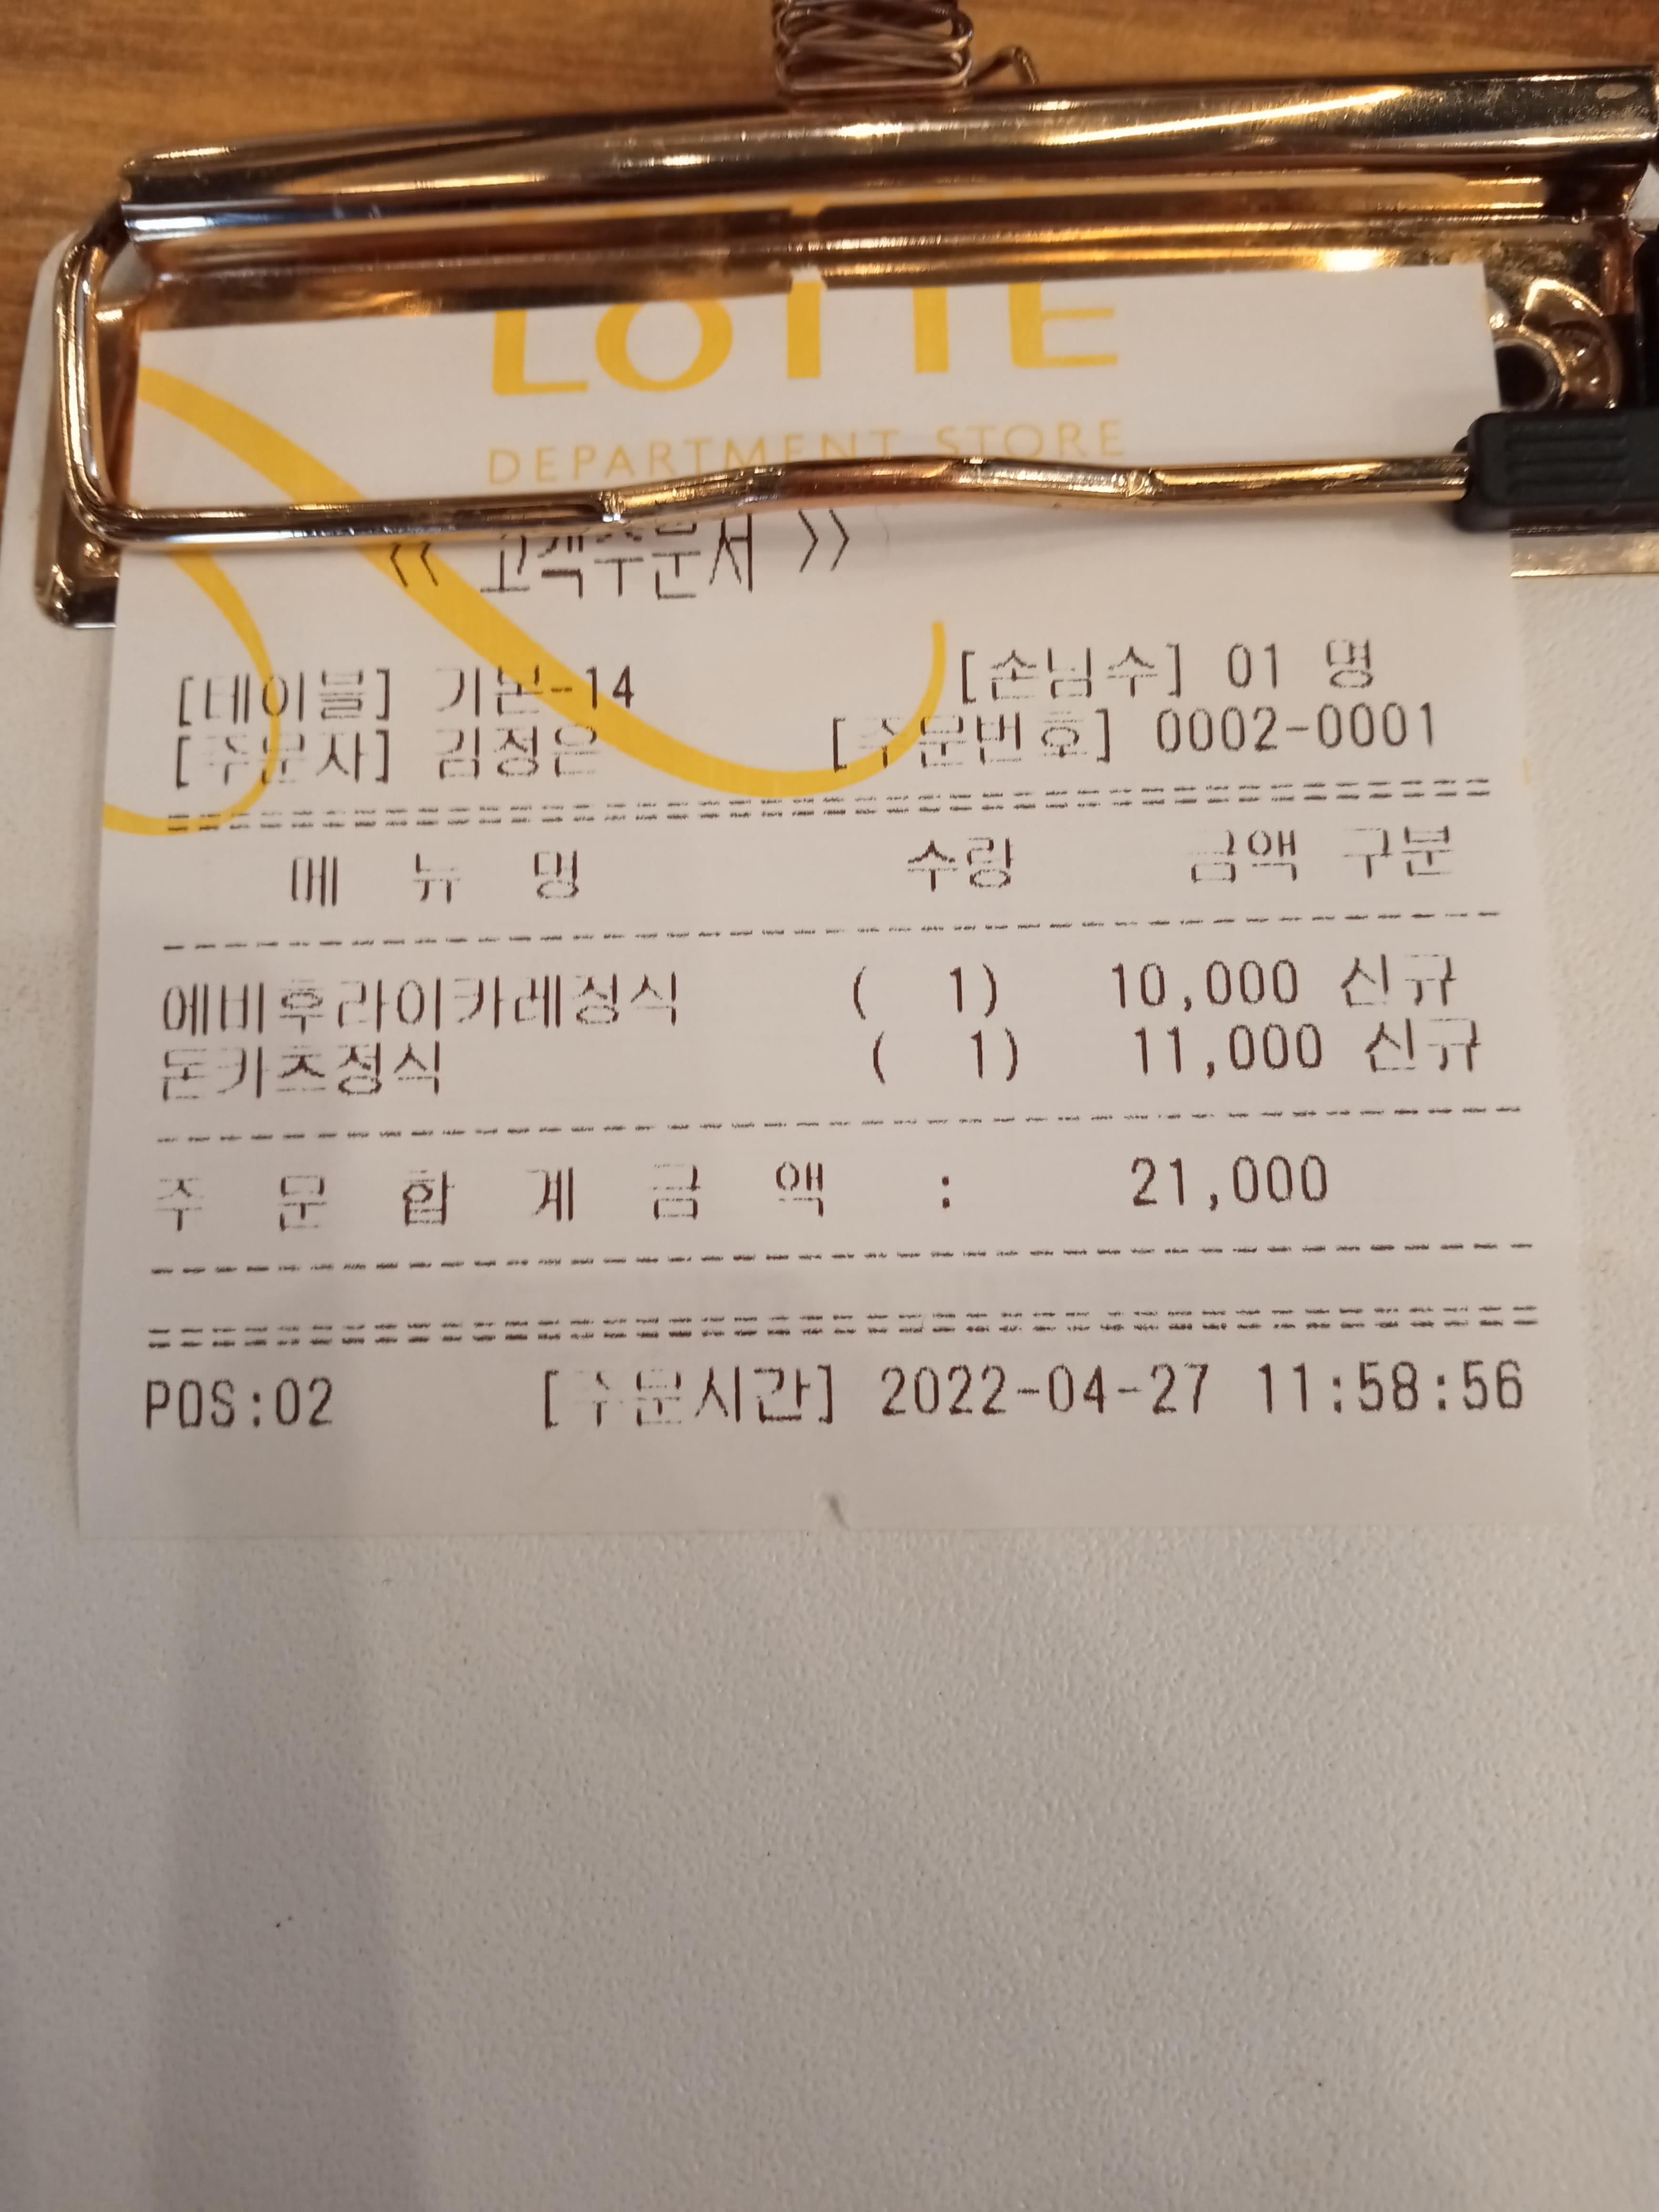 LOTTE
DEPARTMENT STORE
<< 고객주문서 >>
[테이블] 기본-14 [손님수] 01 명
[주문자] 김정은 [주문번호] 0002-0001
메 뉴 명 수량 금액 구분
에비후라이카레정식 ( 1) 10,000 신규
돈카츠정식 ( 1) 11,000 신규
주 문 합 계 금 액 : 21,000
POS:02 [주문시간] 2022-04-27 11:58:56